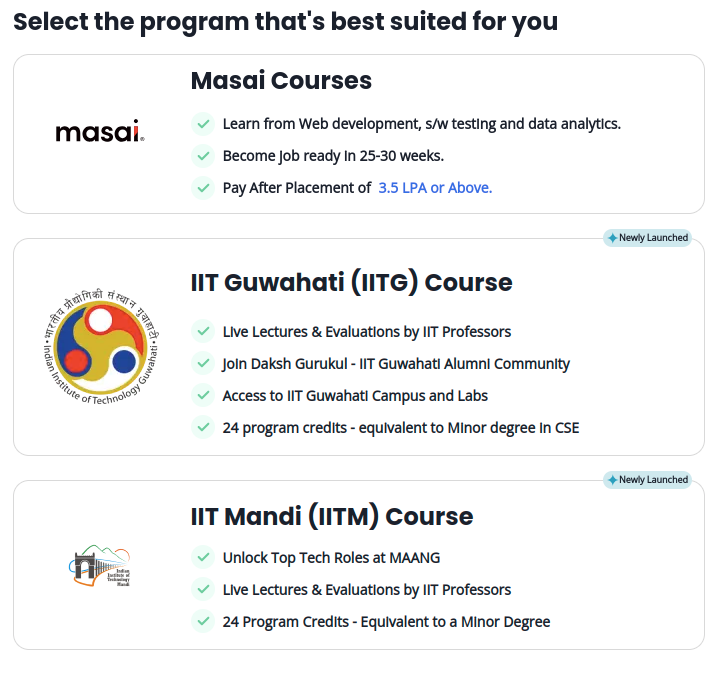 Select the program that's best suited for you
masai.
Masai Courses
Learn from Web development, s/w testing and data analytics.
Become job ready in 25-30 weeks.
Pay After Placement of 3.5 LPA or Above.
Newly Launched
भारतीय प्रौद्योगिकी संस्थान गुवाहाटी
Indian Institute of Technology Guwahati
IIT Guwahati (IITG) Course
Live Lectures & Evaluations by IIT Professors
Join Daksh Gurukul - IIT Guwahati Alumni Community
Access to IIT Guwahati Campus and Labs
24 program credits - equivalent to Minor degree in CSE
Newly Launched
Indian
Institute of
Technology
Mandi
IIT Mandi (IITM) Course
Unlock Top Tech Roles at MAANG
Live Lectures & Evaluations by IIT Professors
24 Program Credits - Equivalent to a Minor Degree